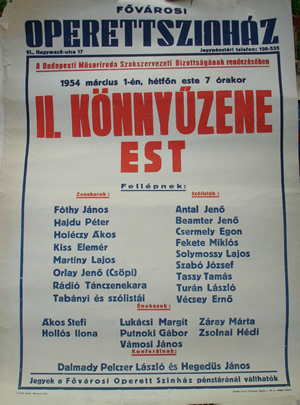 FŐVÁROSI
OPERETTSZINHÁZ
VI., Nagymező-utca 17 Jegypénztári telefon: 126-535
A Budapesti Műsoriroda Szakszervezeti Bizottságának rendezésében
1954 március 1-én, hétfőn este 7 órakor
II. KÖNNYŰZENE
EST
Fellépnek:
Zenekarok:
Fóthy János
Hajdu Péter
Holéczy Ákos
Kiss Elemér
Martiny Lajos
Orlay Jenő (Csöpi)
Rádió Tánczenekara
Tabányi és szólistái
Szólisták:
Antal Jenő
Beamter Jenő
Csermely Egon
Fekete Miklós
Solymossy Lajos
Szabó József
Tassy Tamás
Turán László
Vécsey Ernő
Énekesek:
Ákos Stefi Lukácsi Margit Záray Márta
Hollós Ilona Putnoki Gábor Zsolnai Hédi
Vámosi János
Konferálnak:
Dalmady Pelczer László és Hegedüs János
Jegyek a Fővárosi Operett Szinház pénztáránál válthatók